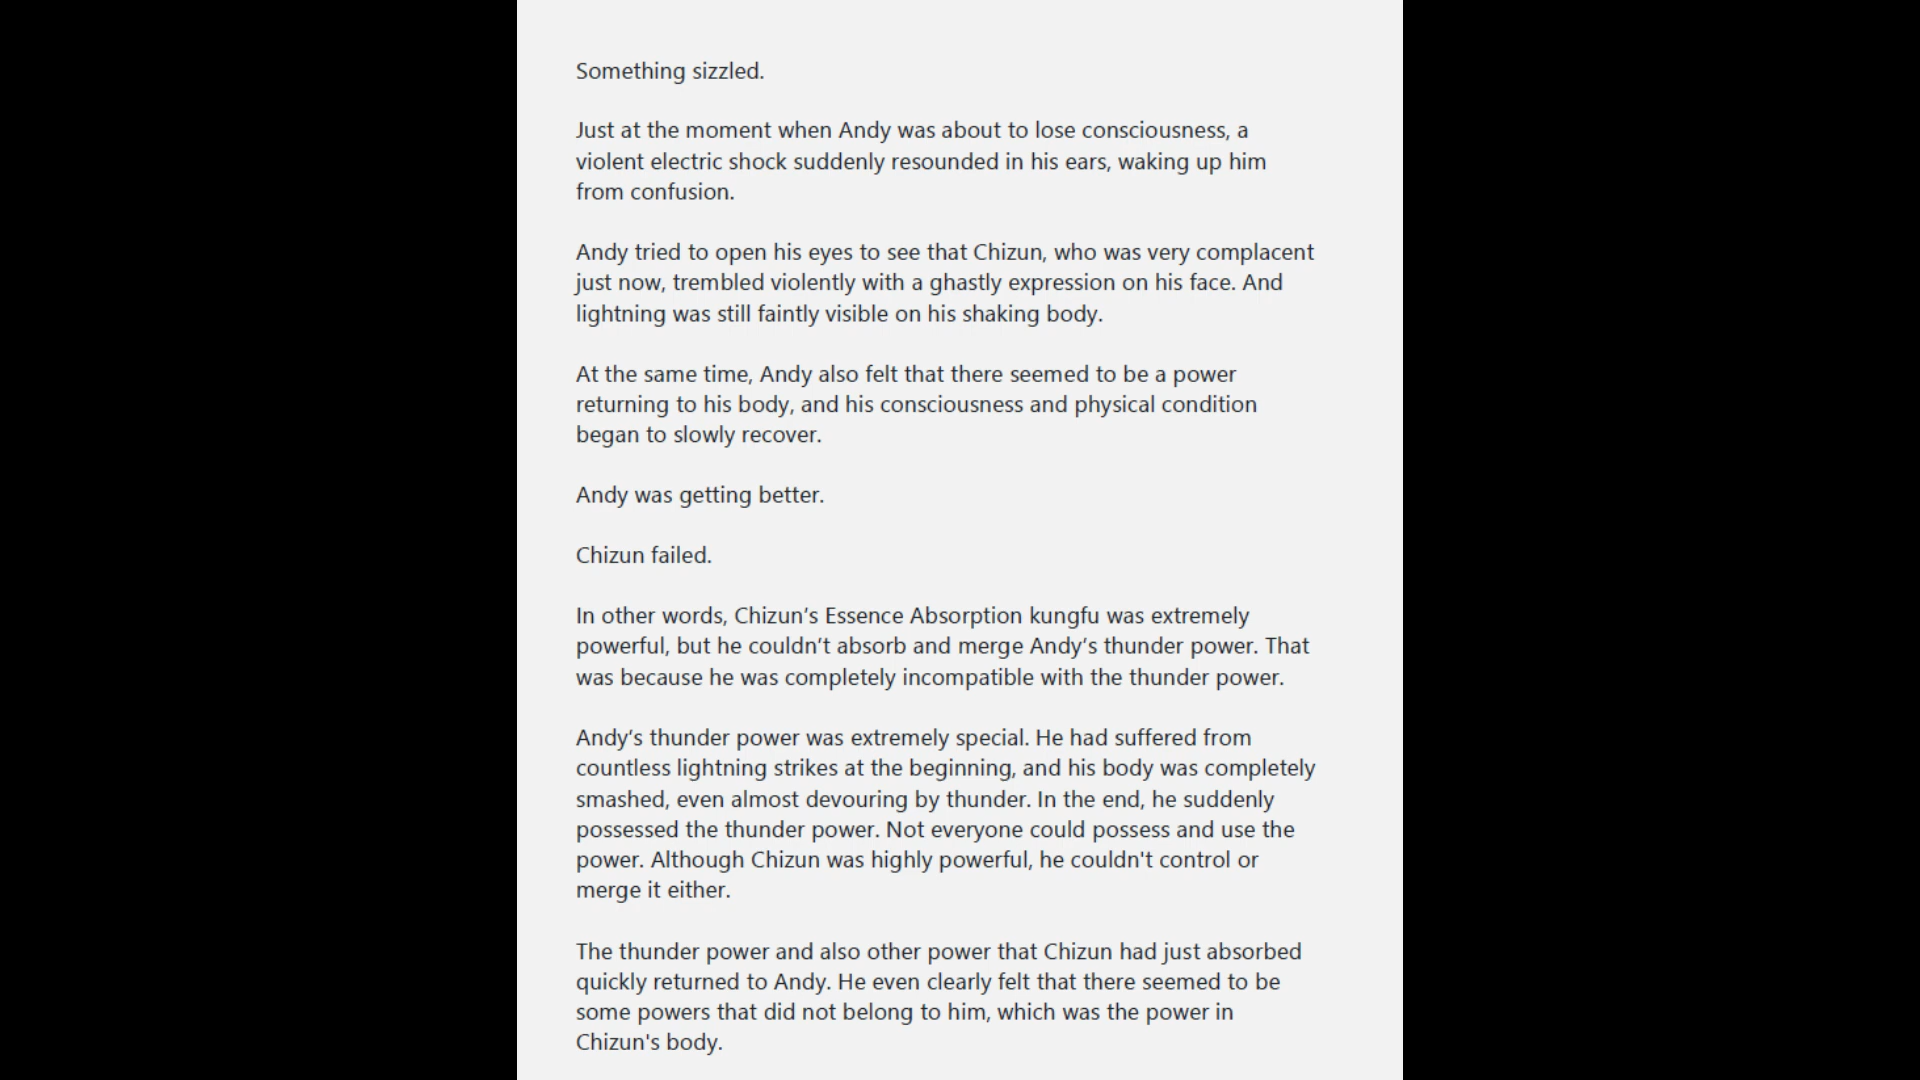 Something sizzled.
Just at the moment when Andy was about to lose consciousness, a
violent electric shock suddenly resounded in his ears, waking up him
from confusion.
Andy tried to open his eyes to see that Chizun, who was very complacent
just now, trembled violently with a ghastly expression on his face. And
lightning was still faintly visible on his shaking body.
At the same time, Andy also felt that there seemed to be a power
returning to his body, and his consciousness and physical condition
began to slowly recover.
Andy was getting better.
Chizun failed.
In other words, Chizun’s Essence Absorption kungfu was extremely
powerful, but he couldn’t absorb and merge Andy’s thunder power. That
was because he was completely incompatible with the thunder power.
Andy’s thunder power was extremely special. He had suffered from
countless lightning strikes at the beginning, and his body was completely
smashed, even almost devouring by thunder. In the end, he suddenly
possessed the thunder power. Not everyone could possess and use the
power. Although Chizun was highly powerful, he couldn't control or
merge it either.
The thunder power and also other power that Chizun had just absorbed
quickly returned to Andy. He even clearly felt that there seemed to be
some powers that did not belong to him, which was the power in
Chizun's body.